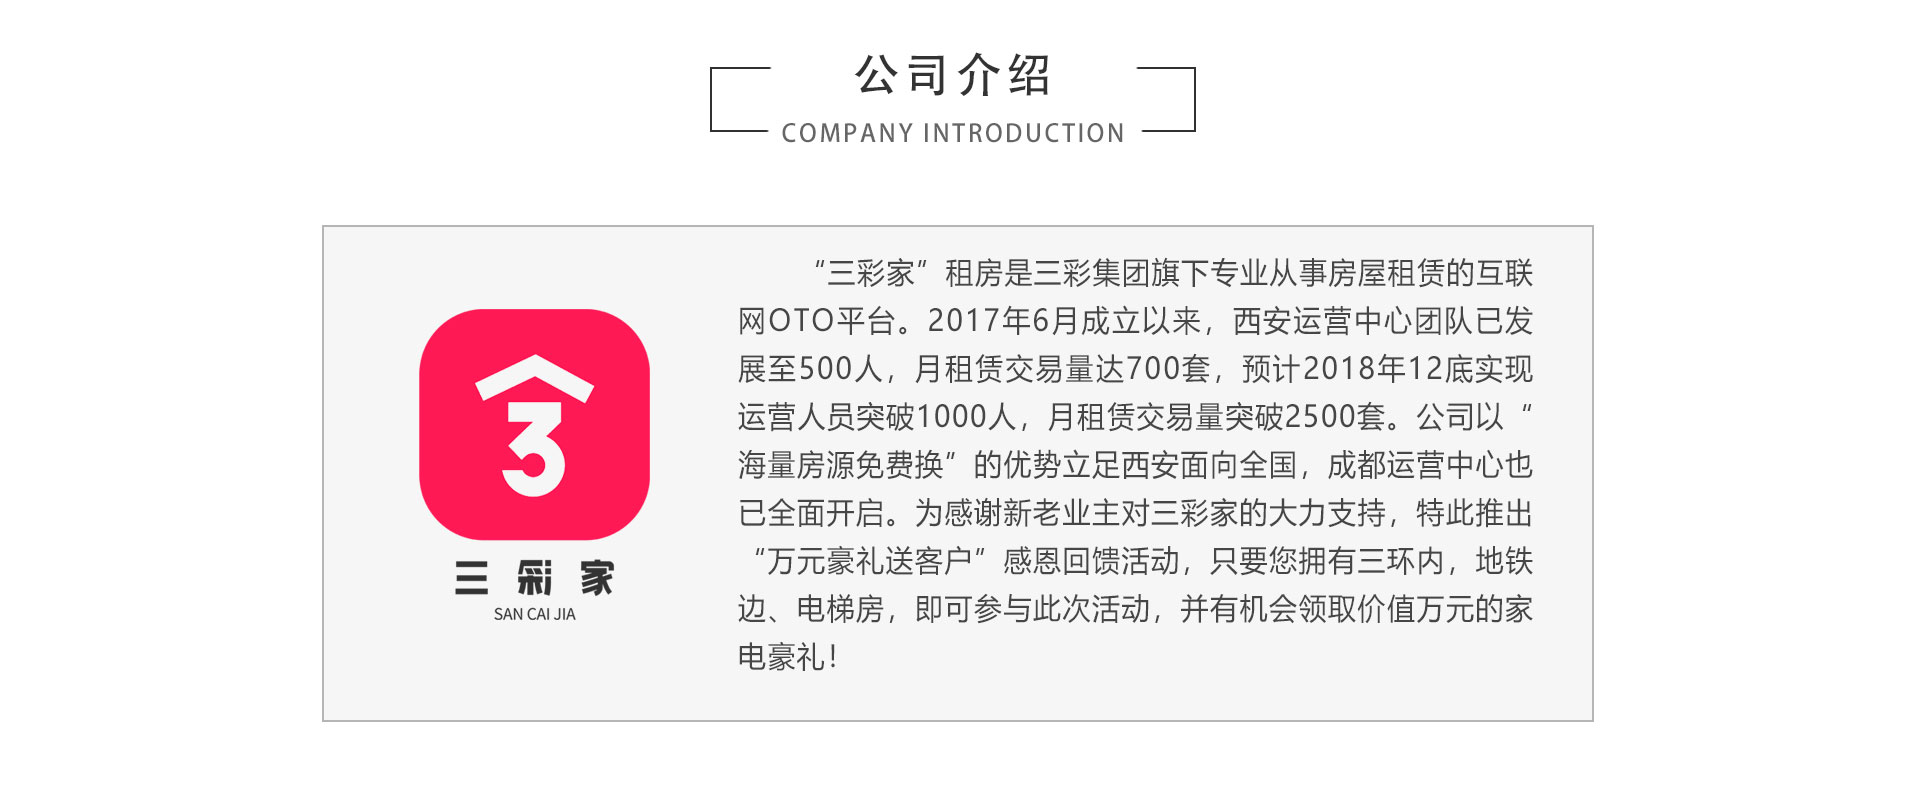 公司介绍
COMPANY INTRODUCTION
“三彩家”租房是三彩集团旗下专业从事房屋租赁的互联
网OTO平台。2017年6月成立以来，西安运营中心团队已发
展至500人，月租赁交易量达700套，预计2018年12底实现
运营人员突破1000人，月租赁交易量突破2500套。公司以“
海量房源免费换”的优势立足西安面向全国，成都运营中心也
已全面开启。为感谢新老业主对三彩家的大力支持，特此推出
“万元豪礼送客户”感恩回馈活动，只要您拥有三环内，地铁
边、电梯房，即可参与此次活动，并有机会领取价值万元的家
电豪礼！
3
三彩家
SAN CAI JIA